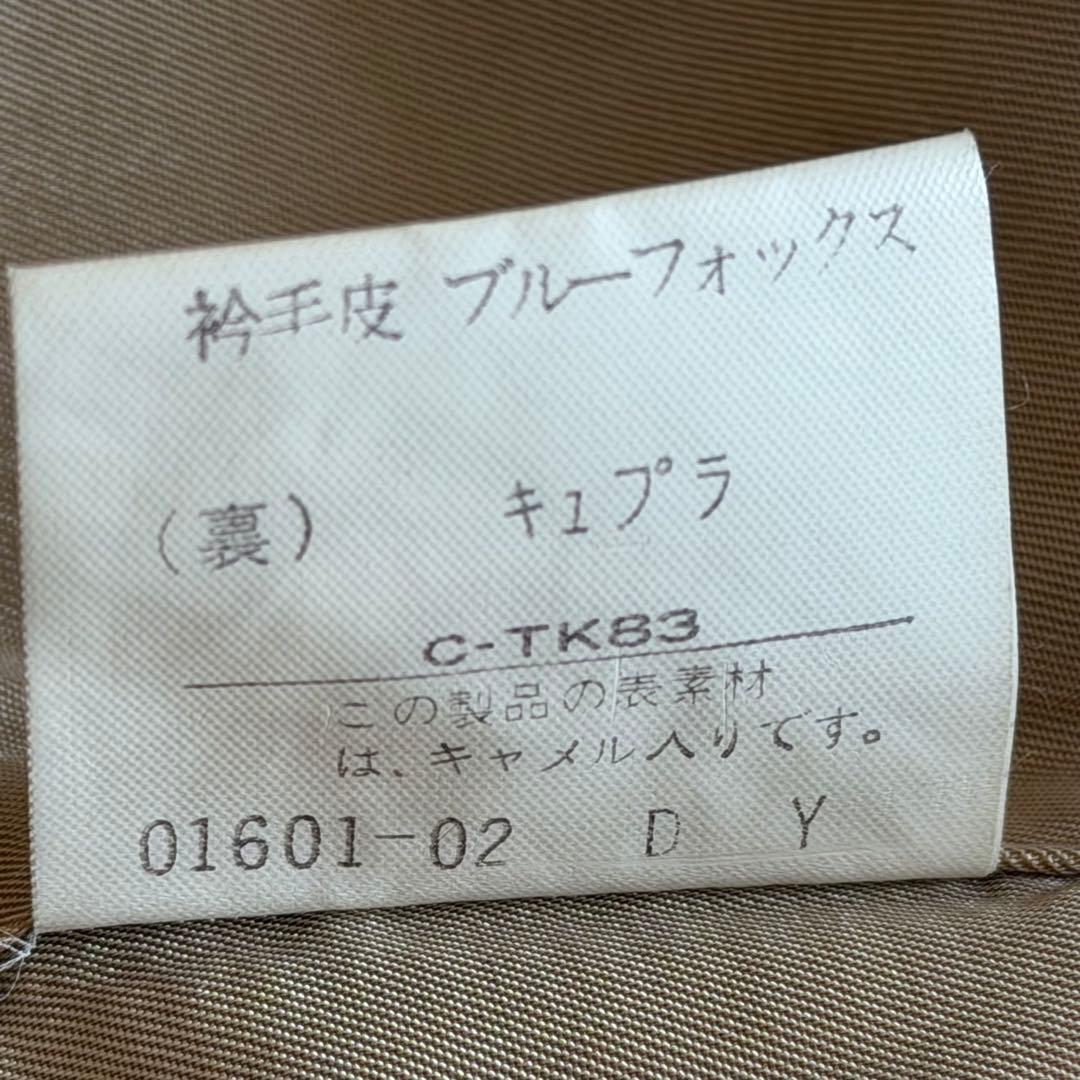 衿毛皮 ブルーフォックス
（裏） キュプラ
C-TK83
この製品の表素材
は、キャメル入りです。
01601-02 D Y